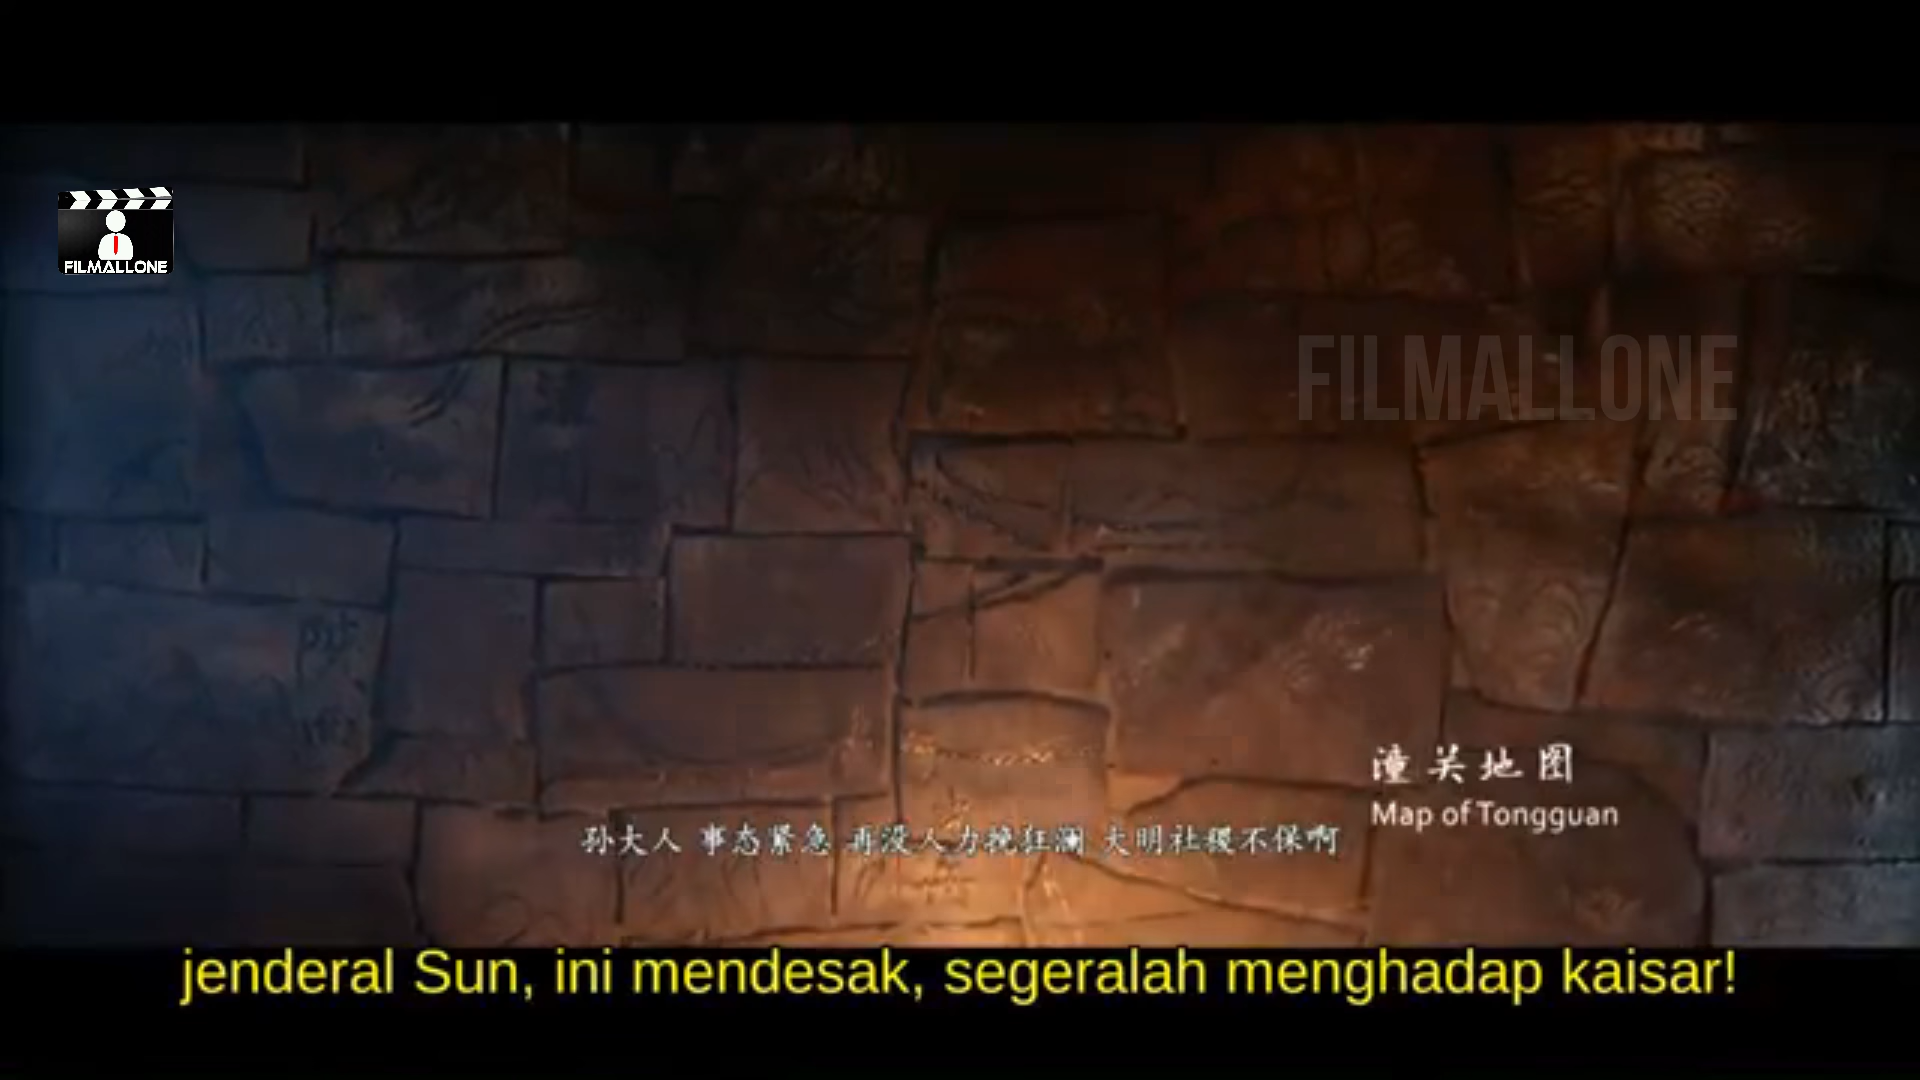 FILMALLONE
FILMALLONE
潼关地图
Map of Tongguan
孙大人 事态紧急 再没人力挽狂澜 大明社稷不保啊
jenderal Sun, ini mendesak, segeralah menghadap kaisar!